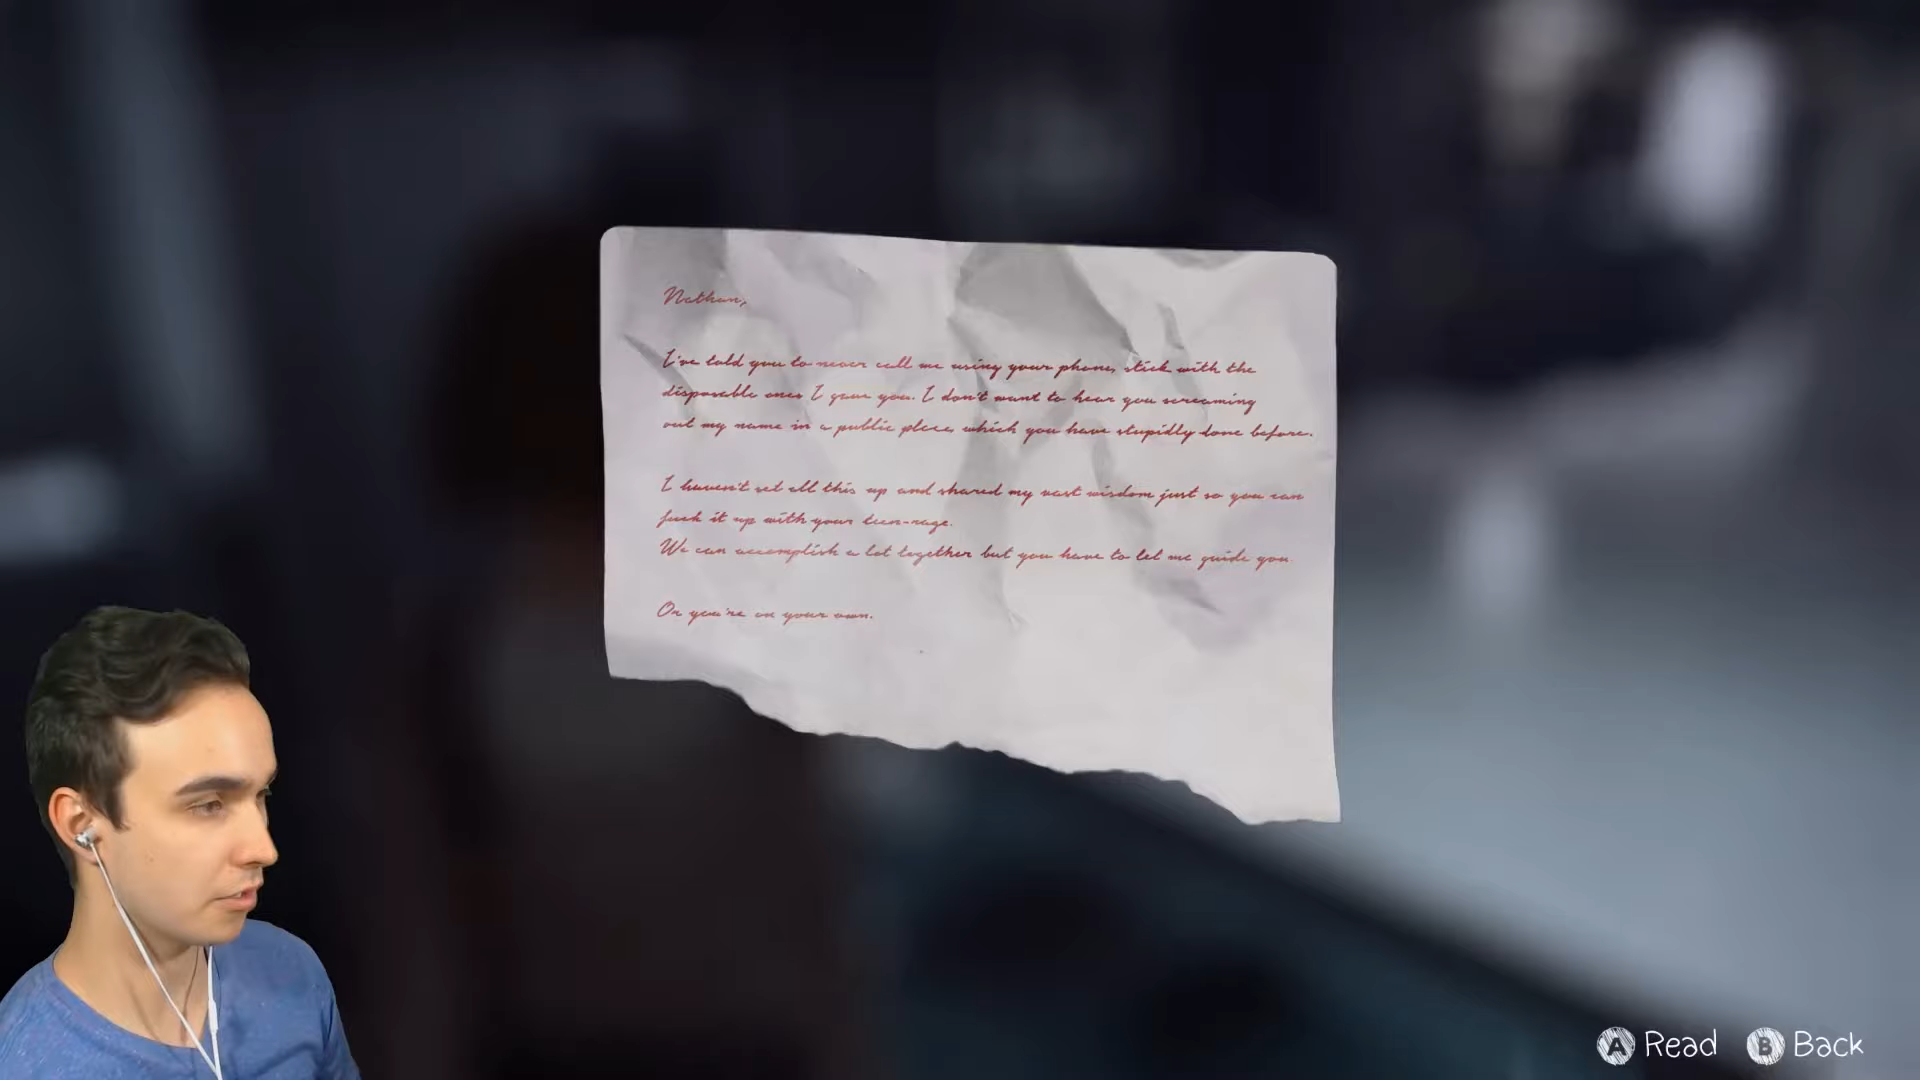 Nathan,
I've told you to never call me using your phone, stick with the
disposable ones I gave you. I don't want to hear you screaming
out my name in a public place, which you have stupidly done before.
I haven't set all this up and shared my vast wisdom just so you can
fuck it up with your teen-rage.
We can accomplish a lot together but you have to let me guide you.
Or you're on your own.
A Read B Back